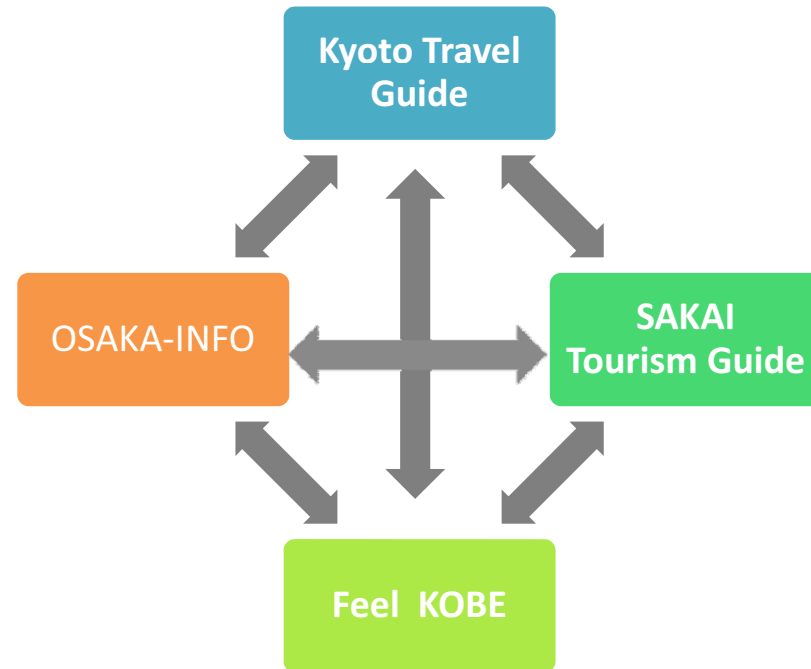 Kyoto Travel
Guide
OSAKA-INFO
SAKAI
Tourism Guide
Feel KOBE